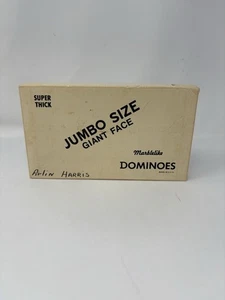 SUPER
THICK
JUMBO SIZE
GIANT FACE
Marblelike
DOMINOES
Arlin Harris